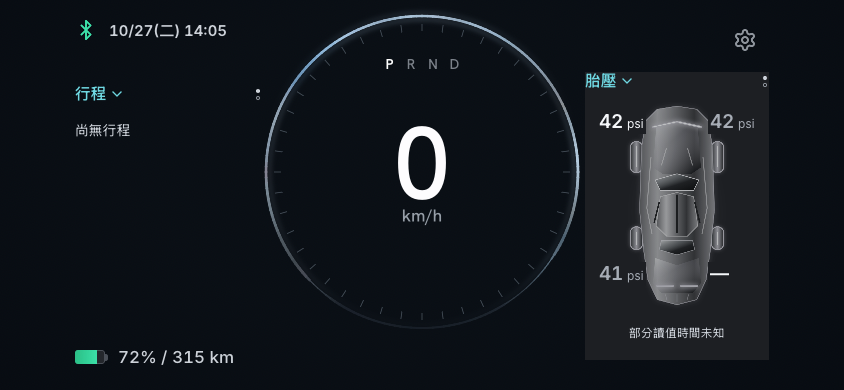 10/27(二) 14:05
P R N D
行程
尚無行程
0
km/h
胎壓
42 psi
42 psi
41 psi
—
部分讀值時間未知
72% / 315 km